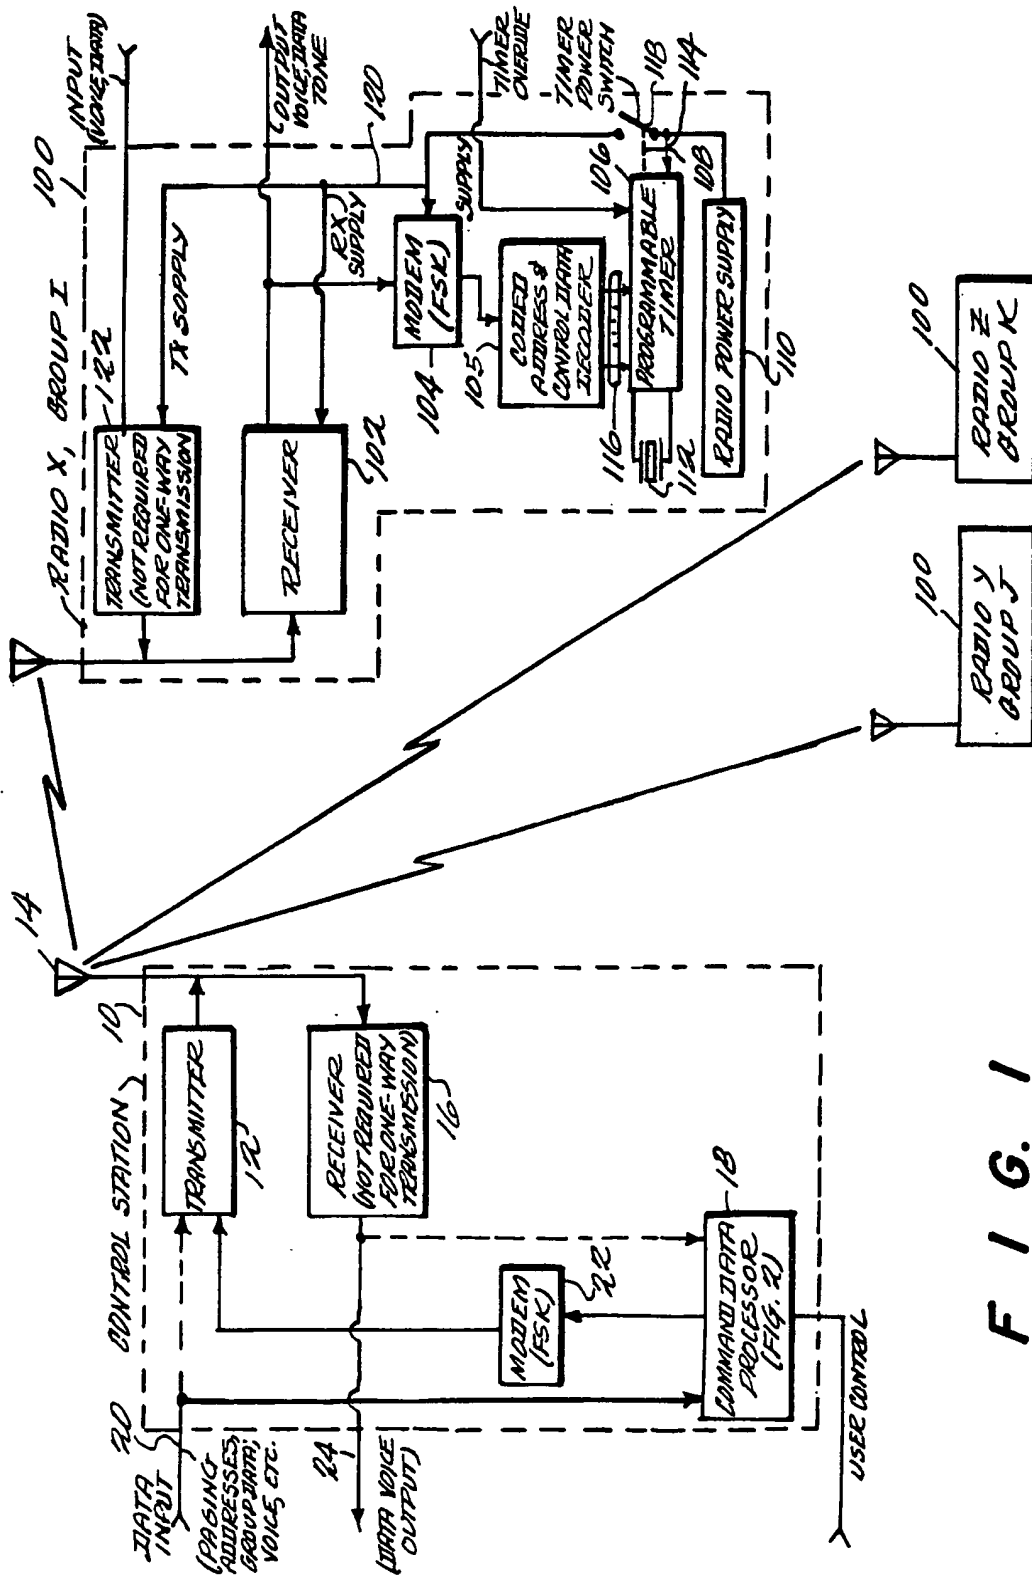 DATA
INPUT
20
(PAGING
ADDRESSES,
GROUP DATA,
VOICE, ETC.
24
(DATA VOICE
OUTPUT)
USER CONTROL
CONTROL STATION
10
14
TRANSMITTER
12
RECEIVER
(NOT REQUIRED
FOR ONE-WAY
TRANSMISSION)
16
MODEM
(FSK)
22
COMMAND DATA
PROCESSOR
(FIG. 2)
18
RADIO X, GROUP I
100
INPUT
(VOICE, DATA)
TRANSMITTER
(NOT REQUIRED
FOR ONE-WAY
TRANSMISSION
122
TX SUPPLY
OUTPUT
VOICE, DATA
TONE
RECEIVER
102
RX
SUPPLY
120
MODEM
(FSK)
104
SUPPLY
TIMER
OVERRIDE
CODED
ADDRESS &
CONTROL DATA
DECODER
105
116
PROGRAMMABLE
TIMER
106
112
108
TIMER
POWER
SWITCH
118
114
RADIO POWER SUPPLY
110
RADIO Y
GROUP J
100
RADIO Z
GROUP K
100
FIG. 1